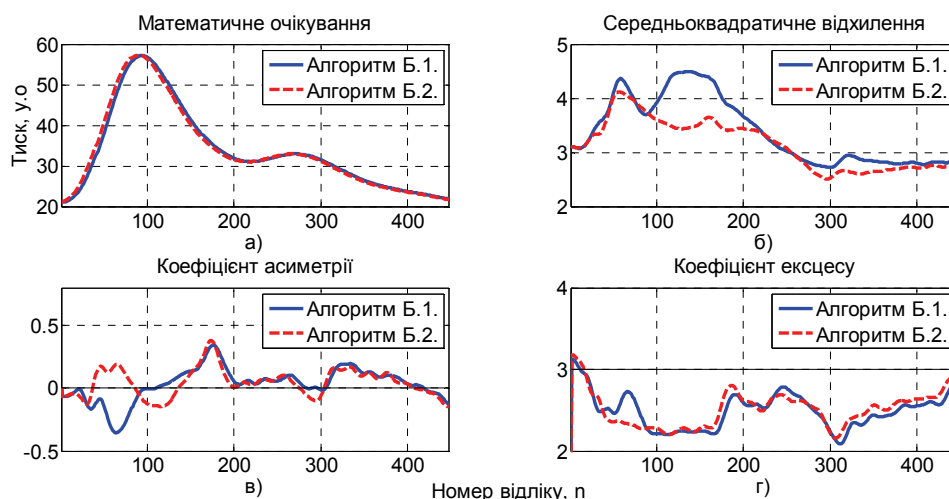 Математичне очікування
Середньоквадратичне відхилення
Тиск, у.о
60
50
40
30
20
Алгоритм Б.1.
Алгоритм Б.2.
100
200
300
400
а)
5
4
3
2
Алгоритм Б.1.
Алгоритм Б.2.
100
200
300
400
б)
Коефіцієнт асиметрії
Коефіцієнт ексцесу
0.5
0
-0.5
Алгоритм Б.1.
Алгоритм Б.2.
100
200
300
400
в)
4
3
2
Алгоритм Б.1.
Алгоритм Б.2.
100
200
300
400
г)
Номер відліку, n